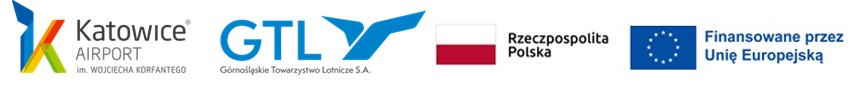 Katowice®
AIRPORT
im. WOJCIECHA KORFANTEGO
GTL
Górnośląskie Towarzystwo Lotnicze S.A.
Rzeczpospolita
Polska
Finansowane przez
Unię Europejską